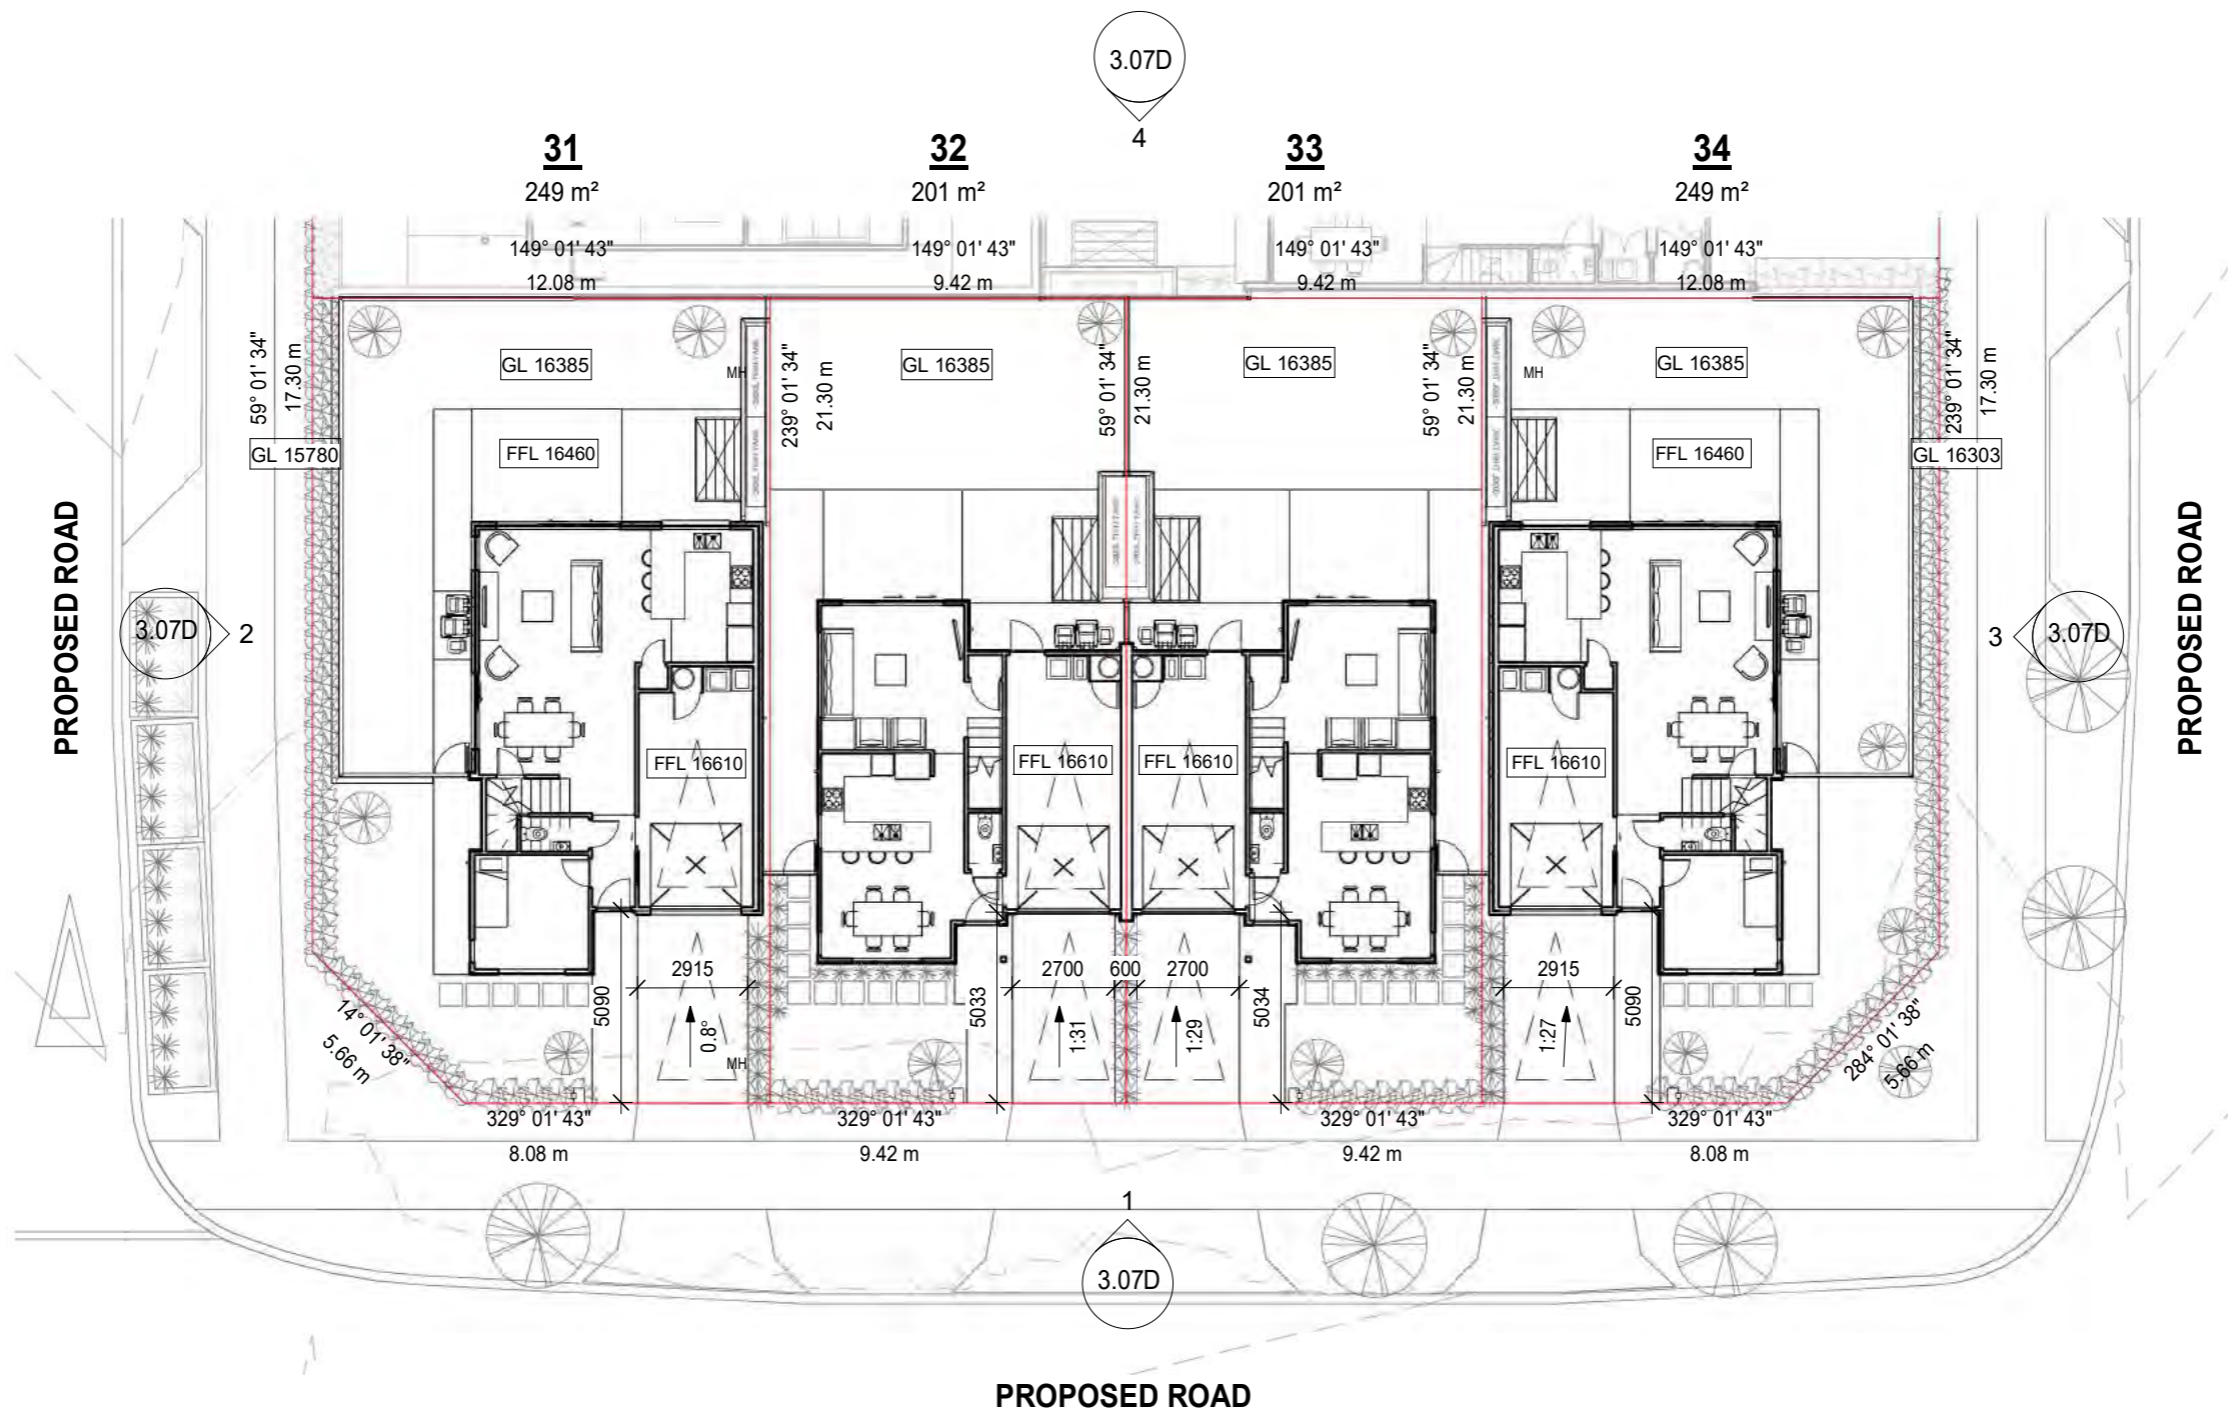 3.07D
4
31
32
33
34
249 m²
201 m²
201 m²
249 m²
149° 01' 43"
149° 01' 43"
149° 01' 43"
149° 01' 43"
12.08 m
9.42 m
9.42 m
12.08 m
59° 01' 34"
17.30 m
GL 16385
MH
239° 01' 34"
21.30 m
GL 16385
59° 01' 34"
21.30 m
GL 16385
59° 01' 34"
21.30 m
MH
GL 16385
239° 01' 34"
17.30 m
GL 15780
FFL 16460
FFL 16460
GL 16303
PROPOSED ROAD
3.07D
2
3
3.07D
PROPOSED ROAD
FFL 16610
FFL 16610
FFL 16610
FFL 16610
2915
2700
600
2700
2915
5090
5033
5034
5090
14° 01' 38"
5.66 m
0.8°
MH
1:31
1:29
1:27
284° 01' 38"
5.66 m
329° 01' 43"
329° 01' 43"
329° 01' 43"
329° 01' 43"
8.08 m
9.42 m
9.42 m
8.08 m
1
3.07D
PROPOSED ROAD